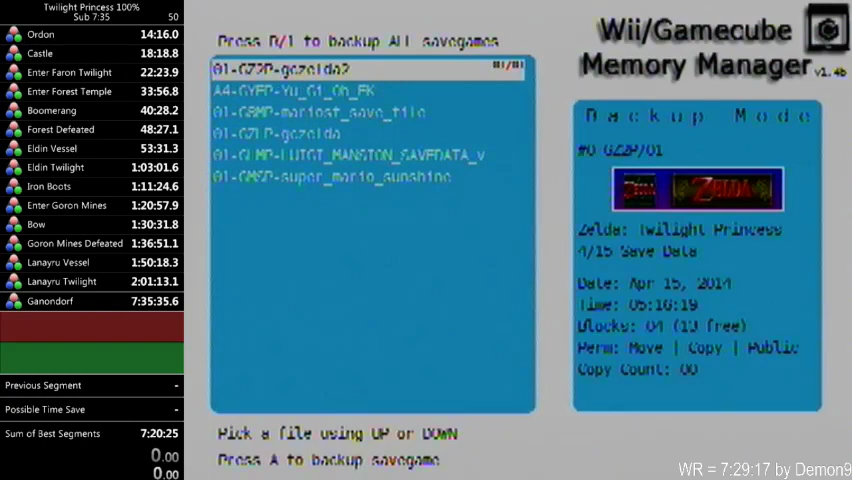 Twilight Princess 100%
Sub 7:35 50
Ordon 14:16.0
Castle 18:18.8
Enter Faron Twilight 22:23.9
Enter Forest Temple 33:56.8
Boomerang 40:28.2
Forest Defeated 48:27.1
Eldin Vessel 53:31.3
Eldin Twilight 1:03:01.6
Iron Boots 1:11:24.6
Enter Goron Mines 1:20:57.9
Bow 1:30:31.8
Goron Mines Defeated 1:36:51.1
Lanayru Vessel 1:50:18.3
Lanayru Twilight 2:01:13.1
Ganondorf 7:35:35.6
Previous Segment -
Possible Time Save -
Sum of Best Segments 7:20:25
0.00
0.00
Press R/1 to backup ALL savegames
01-GZ2P-gczelda2 01/01
A4-GYFP-Yu_Gi_Oh_FK
01-G8MP-mariost_save_file
01-GZLP-gczelda
01-GLMP-LUIGI_MANSION_SAVEDATA_v
01-GMSP-super_mario_sunshine
Pick a file using UP or DOWN
Press A to backup savegame
Wii/Gamecube
Memory Manager
v1.4b
Backup Mode
#0 GZ2P/01
ZELDA
Zelda: Twilight Princess
4/15 Save Data
Date: Apr 15, 2014
Time: 05:16:19
Blocks: 04 (13 free)
Perm: Move | Copy | Public
Copy Count: 00
WR = 7:29:17 by Demon9